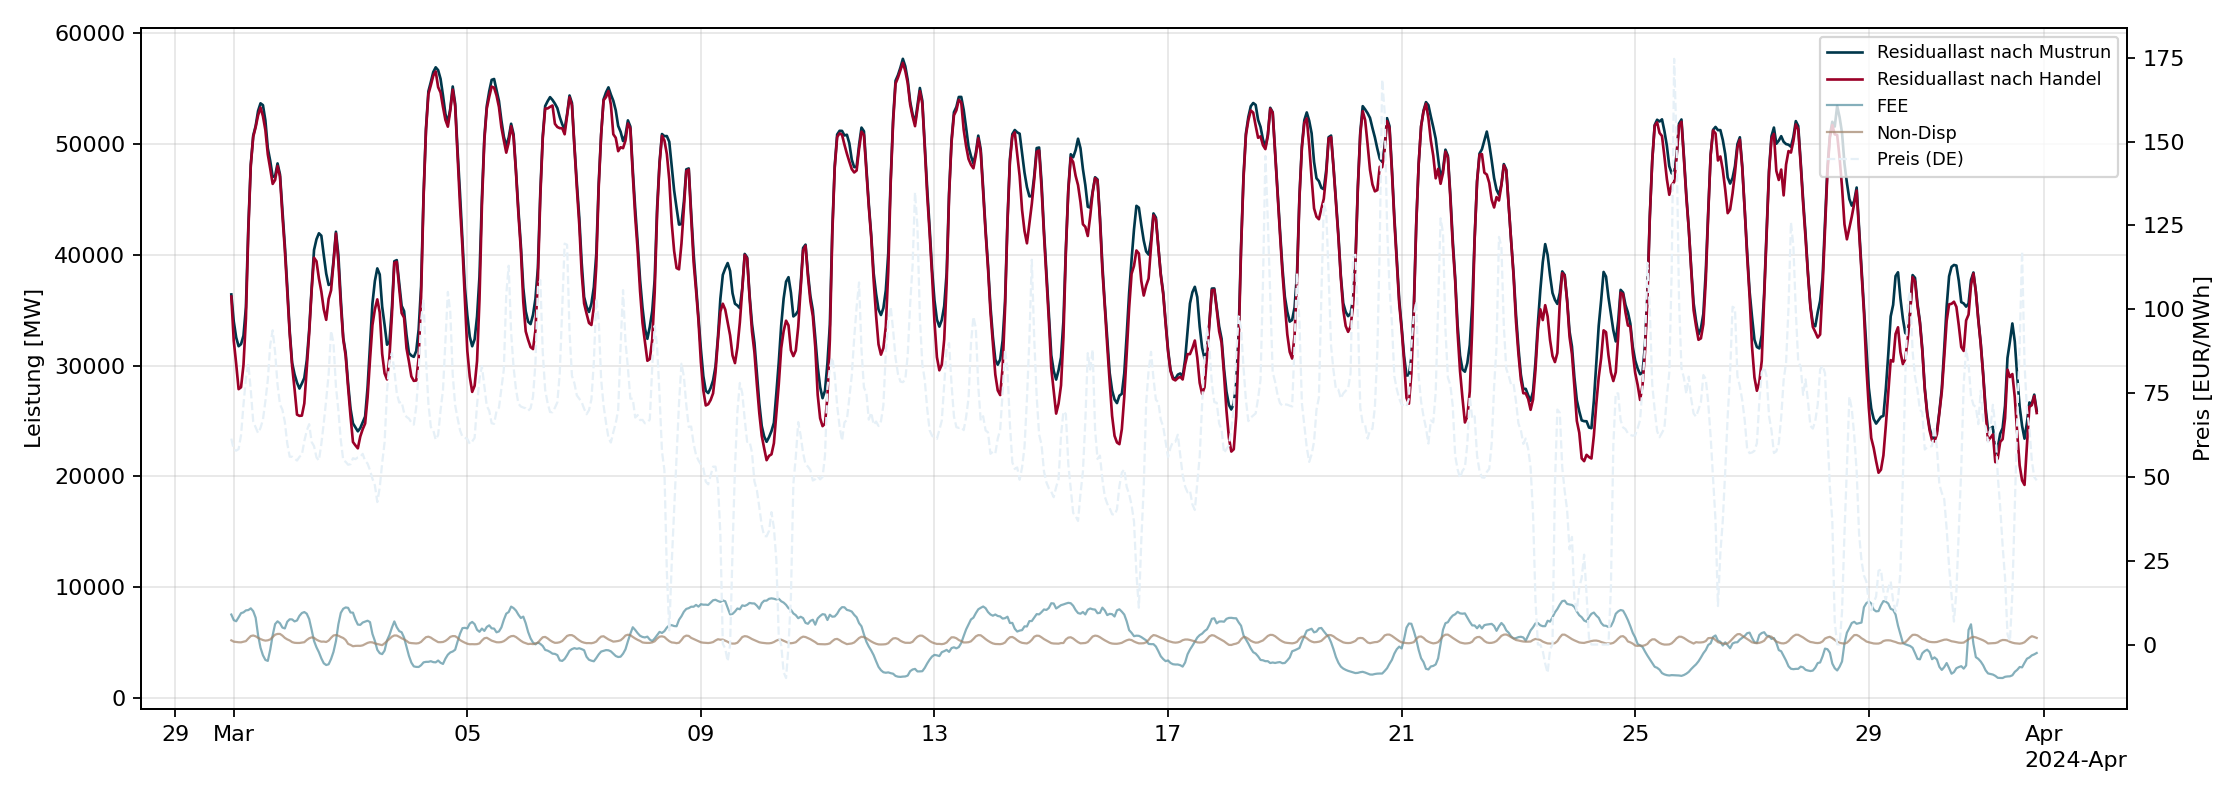 60000
50000
40000
30000
20000
10000
0
Leistung [MW]
175
150
125
100
75
50
25
0
Preis [EUR/MWh]
Residuallast nach Mustrun
Residuallast nach Handel
FEE
Non-Disp
Preis (DE)
29 Mar 05 09 13 17 21 25 29 Apr
2024-Apr